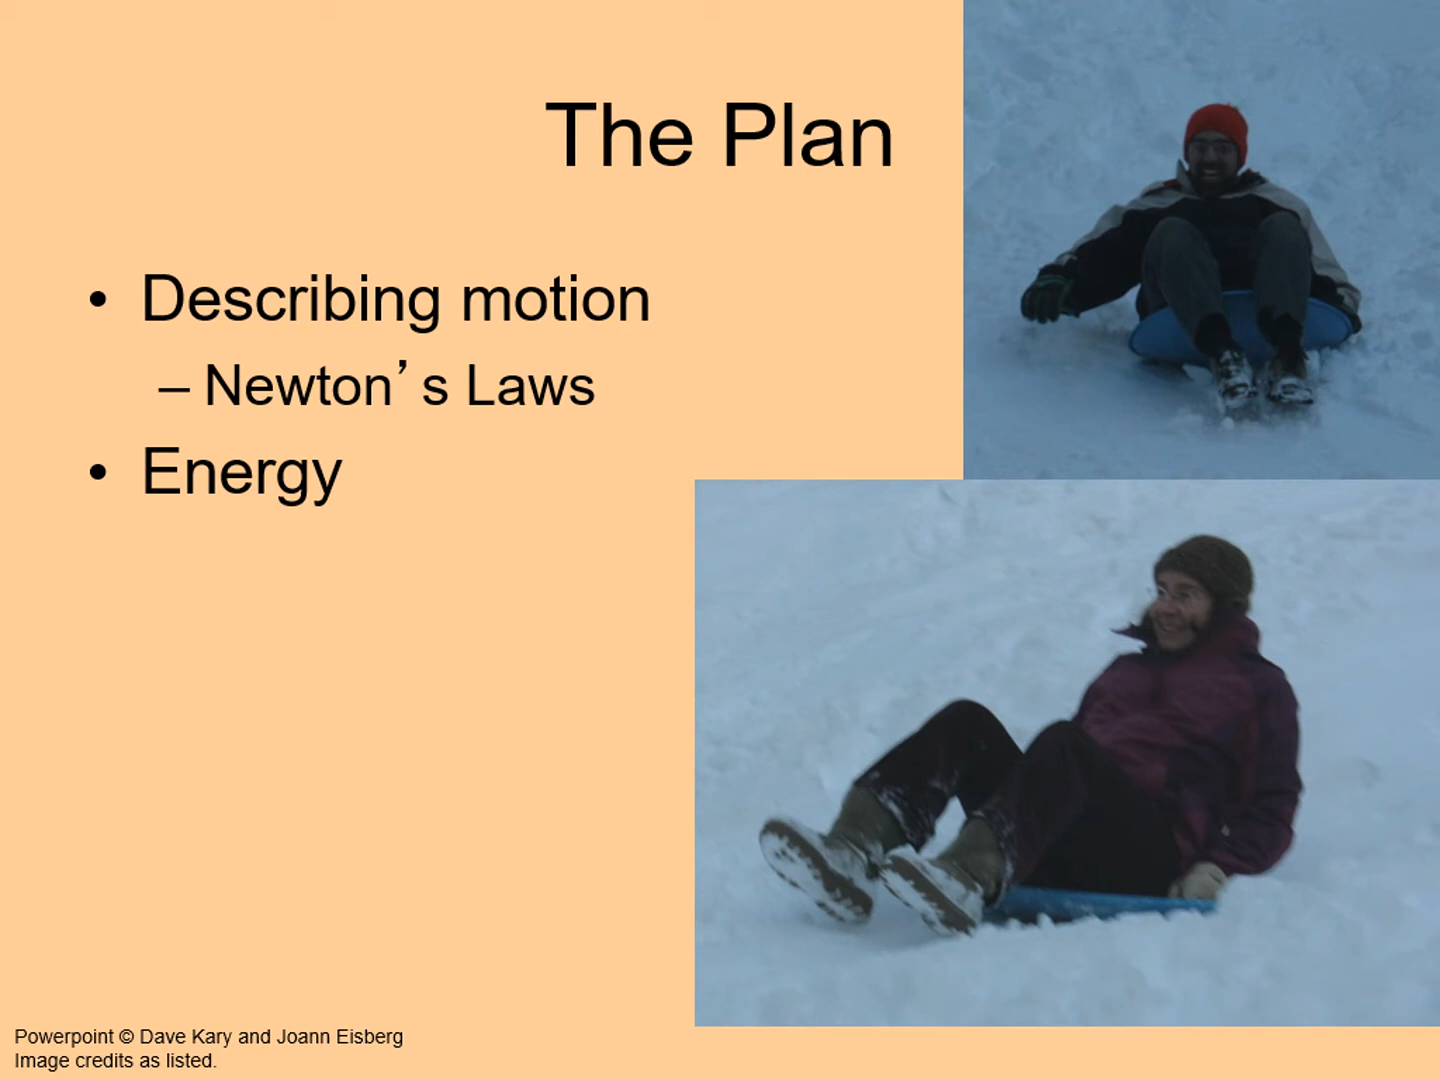 The Plan
• Describing motion
– Newton’s Laws
• Energy
Powerpoint © Dave Kary and Joann Eisberg
Image credits as listed.